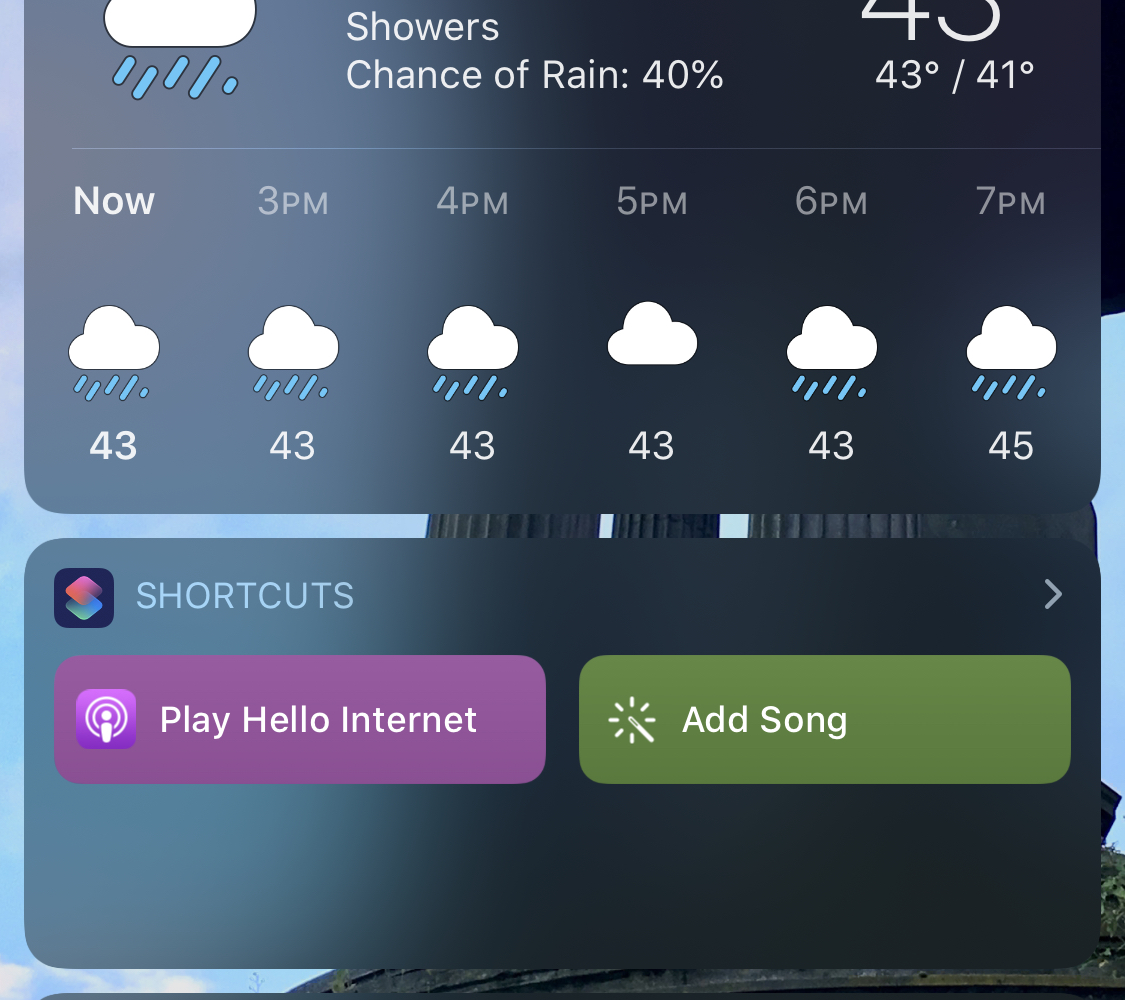 Showers
43
Chance of Rain: 40%
43° / 41°
Now 3PM 4PM 5PM 6PM 7PM
43 43 43 43 43 45
SHORTCUTS
Play Hello Internet
Add Song